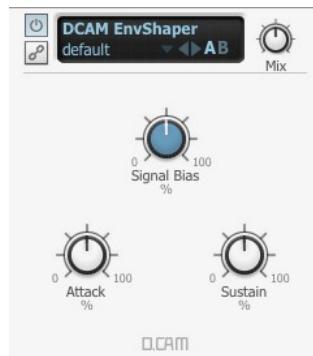 DCAM EnvShaper
default AB
Mix
0 100
Signal Bias
%
0 100 0 100
Attack Sustain
% %
D.CAM